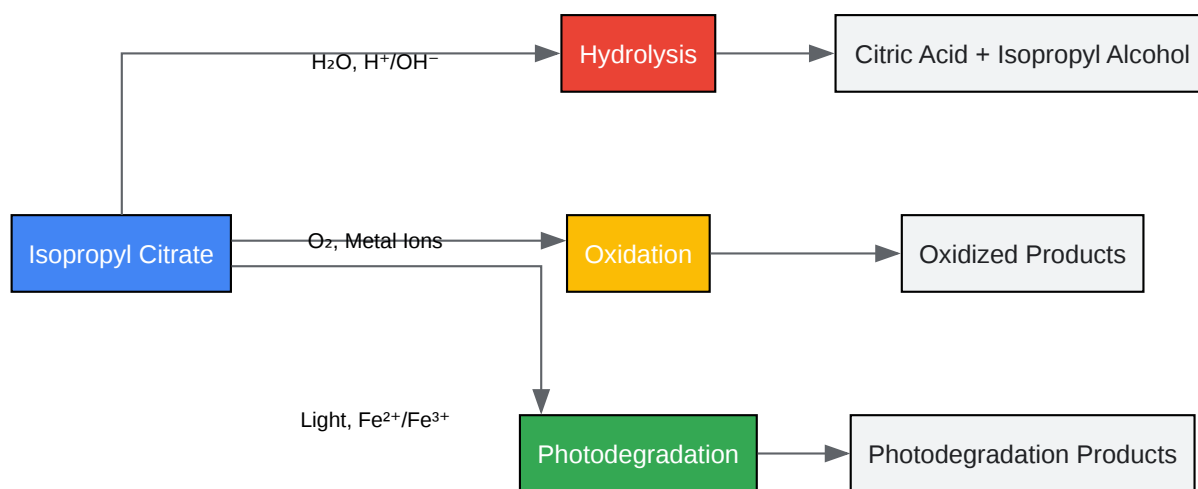 H₂O, H⁺/OH⁻
Hydrolysis
Citric Acid + Isopropyl Alcohol
Isopropyl Citrate
O₂, Metal Ions
Oxidation
Oxidized Products
Light, Fe²⁺/Fe³⁺
Photodegradation
Photodegradation Products